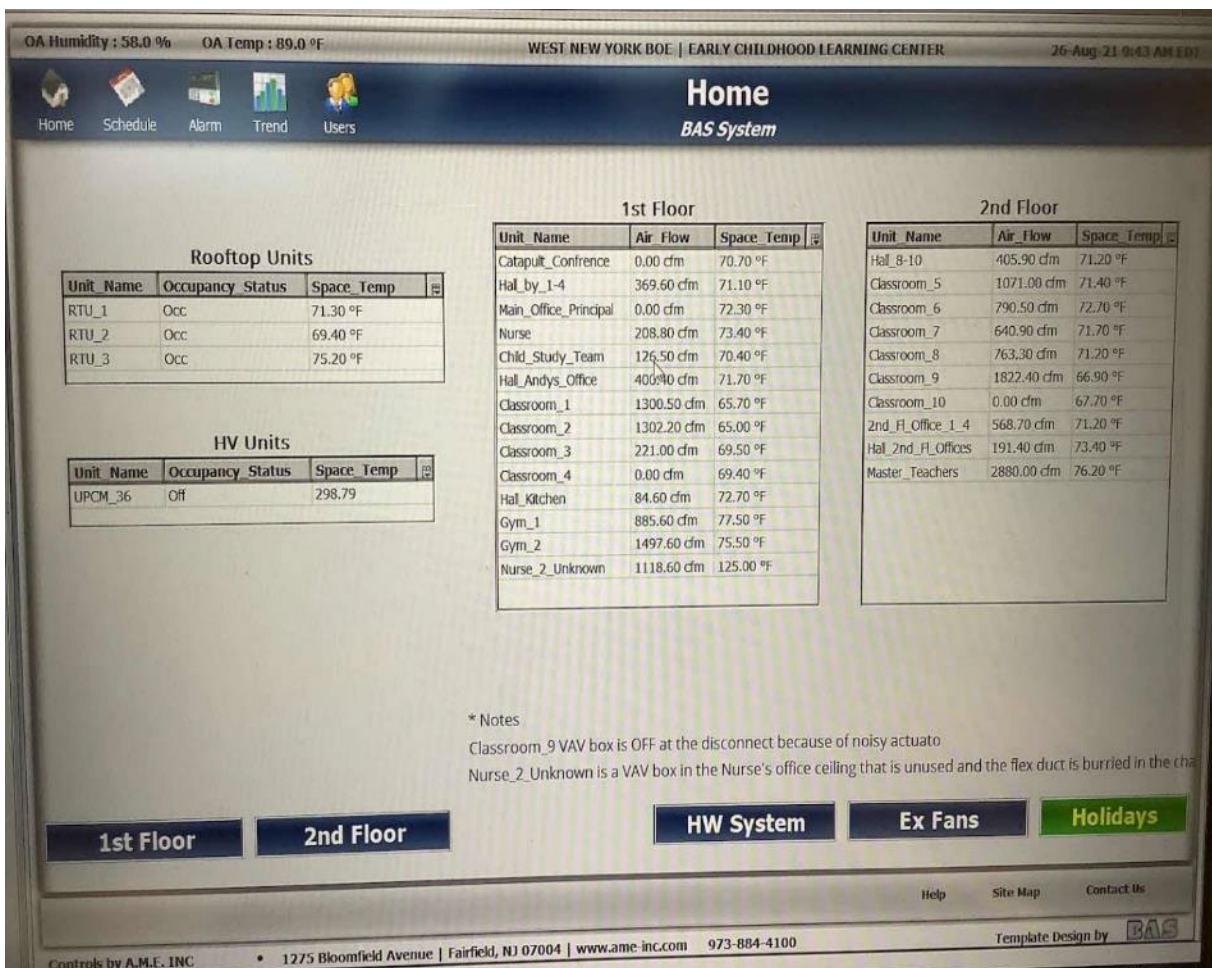 OA Humidity : 58.0 % OA Temp : 89.0 °F WEST NEW YORK BOE | EARLY CHILDHOOD LEARNING CENTER 26-Aug-21 9:43 AM EDT
Home Schedule Alarm Trend Users
Home
BAS System
Rooftop Units
Unit_Name Occupancy_Status Space_Temp
RTU_1 Occ 71.30 °F
RTU_2 Occ 69.40 °F
RTU_3 Occ 75.20 °F
HV Units
Unit_Name Occupancy_Status Space_Temp
UPCM_36 Off 298.79
1st Floor
Unit_Name Air_Flow Space_Temp
Catapult_Confrence 0.00 cfm 70.70 °F
Hal_by_1-4 369.60 cfm 71.10 °F
Main_Office_Principal 0.00 cfm 72.30 °F
Nurse 208.80 cfm 73.40 °F
Child_Study_Team 126.50 cfm 70.40 °F
Hall_Andys_Office 400.40 cfm 71.70 °F
Classroom_1 1300.50 cfm 65.70 °F
Classroom_2 1302.20 cfm 65.00 °F
Classroom_3 221.00 cfm 69.50 °F
Classroom_4 0.00 cfm 69.40 °F
Hal_Kitchen 84.60 cfm 72.70 °F
Gym_1 885.60 cfm 77.50 °F
Gym_2 1497.60 cfm 75.50 °F
Nurse_2_Unknown 1118.60 cfm 125.00 °F
2nd Floor
Unit_Name Air_Flow Space_Temp
Hal_8-10 405.90 cfm 71.20 °F
Classroom_5 1071.00 cfm 71.40 °F
Classroom_6 790.50 cfm 72.70 °F
Classroom_7 640.90 cfm 71.70 °F
Classroom_8 763.30 cfm 71.20 °F
Classroom_9 1822.40 cfm 66.90 °F
Classroom_10 0.00 cfm 67.70 °F
2nd_Fl_Office_1_4 568.70 cfm 71.20 °F
Hal_2nd_Fl_Offices 191.40 cfm 73.40 °F
Master_Teachers 2880.00 cfm 76.20 °F
* Notes
Classroom_9 VAV box is OFF at the disconnect because of noisy actuato
Nurse_2_Unknown is a VAV box in the Nurse's office ceiling that is unused and the flex duct is burried in the cha
1st Floor 2nd Floor HW System Ex Fans Holidays
Help Site Map Contact Us
Controls by A.M.E. INC • 1275 Bloomfield Avenue | Fairfield, NJ 07004 | www.ame-inc.com 973-884-4100 Template Design by BAS